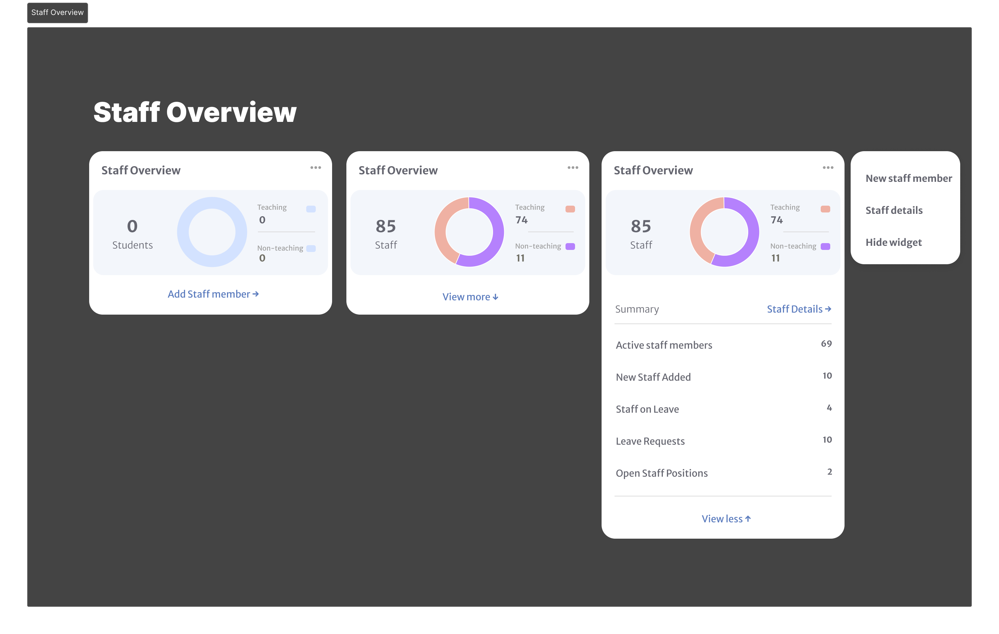 Staff Overview
Staff Overview
Staff Overview
0
Students
Teaching
0
Non-teaching
0
Add Staff member →
Staff Overview
85
Staff
Teaching
74
Non-teaching
11
View more ↓
Staff Overview
85
Staff
Teaching
74
Non-teaching
11
Summary
Staff Details →
Active staff members 69
New Staff Added 10
Staff on Leave 4
Leave Requests 10
Open Staff Positions 2
View less ↑
New staff member
Staff details
Hide widget